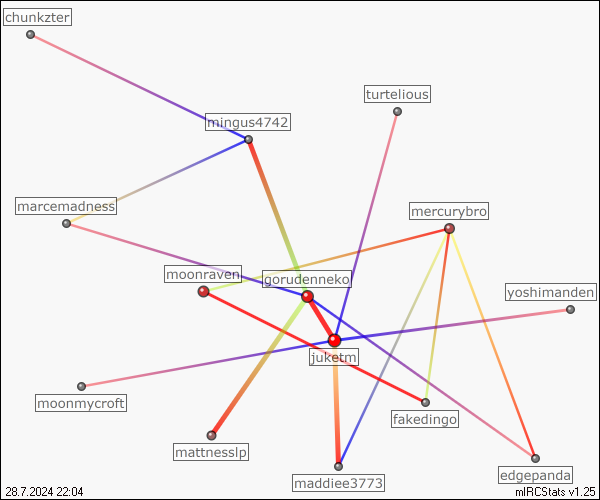 chunkzter
turtelious
mingus4742
marcemadness
mercurybro
moonraven
gorudenneko
yoshimanden
juketm
moonmycroft
fakedingo
mattnesslp
edgepanda
maddiee3773
28.7.2024 22:04
mIRCStats v1.25